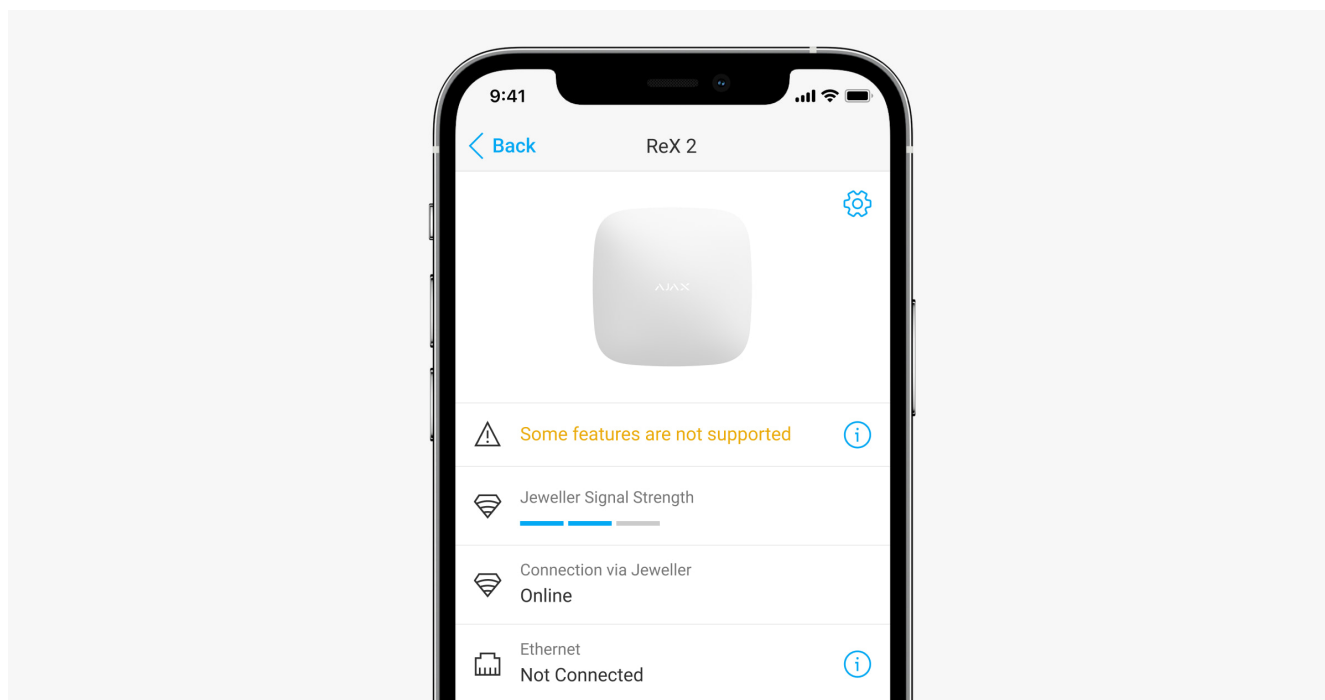 9:41
Back
ReX 2
AJAX
Some features are not supported
Jeweller Signal Strength
Connection via Jeweller
Online
Ethernet
Not Connected